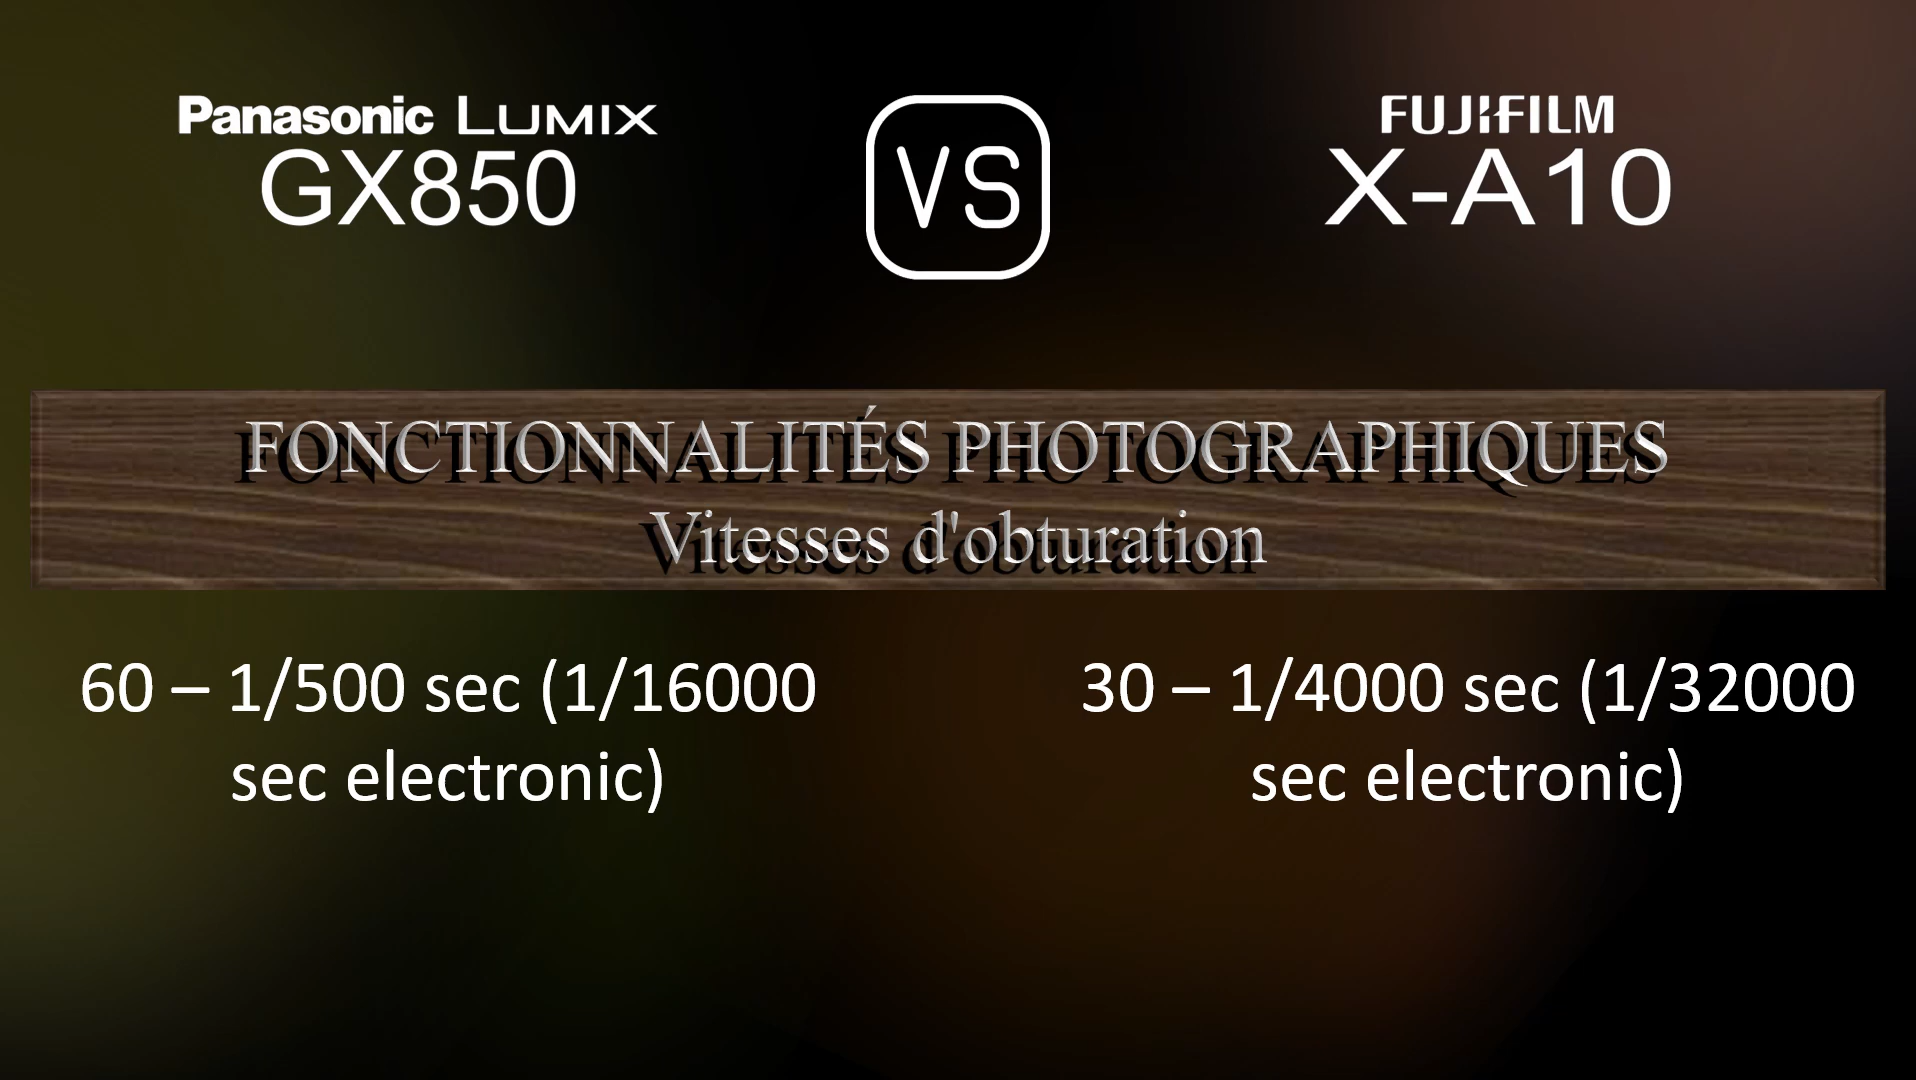 Panasonic LUMIX
GX850
VS
FUJIFILM
X-A10
FONCTIONNALITÉS PHOTOGRAPHIQUES
Vitesses d'obturation
60 – 1/500 sec (1/16000
sec electronic)
30 – 1/4000 sec (1/32000
sec electronic)